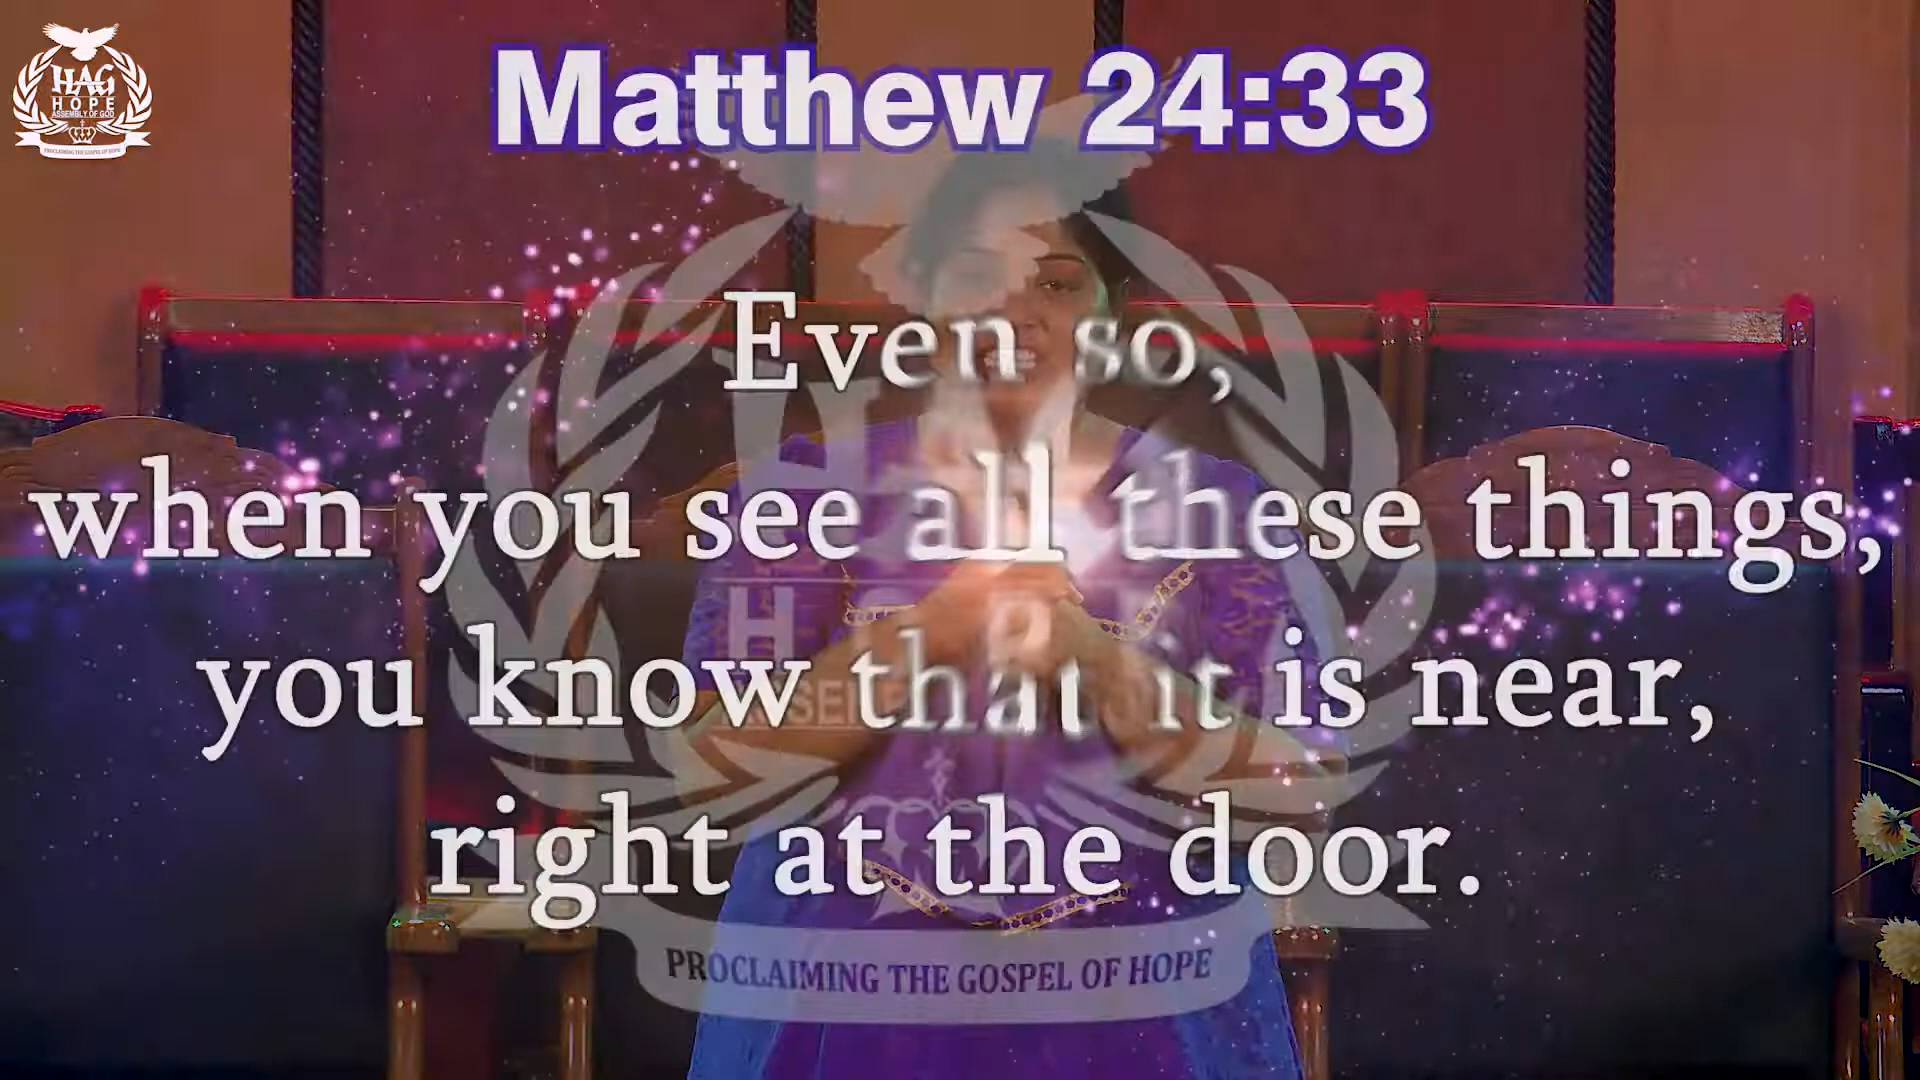 HAG
HOPE
ASSEMBLY OF GOD
PROCLAIMING THE GOSPEL OF HOPE
Matthew 24:33
Even so,
when you see all these things,
you know that it is near,
right at the door.
HOPE
PROCLAIMING THE GOSPEL OF HOPE